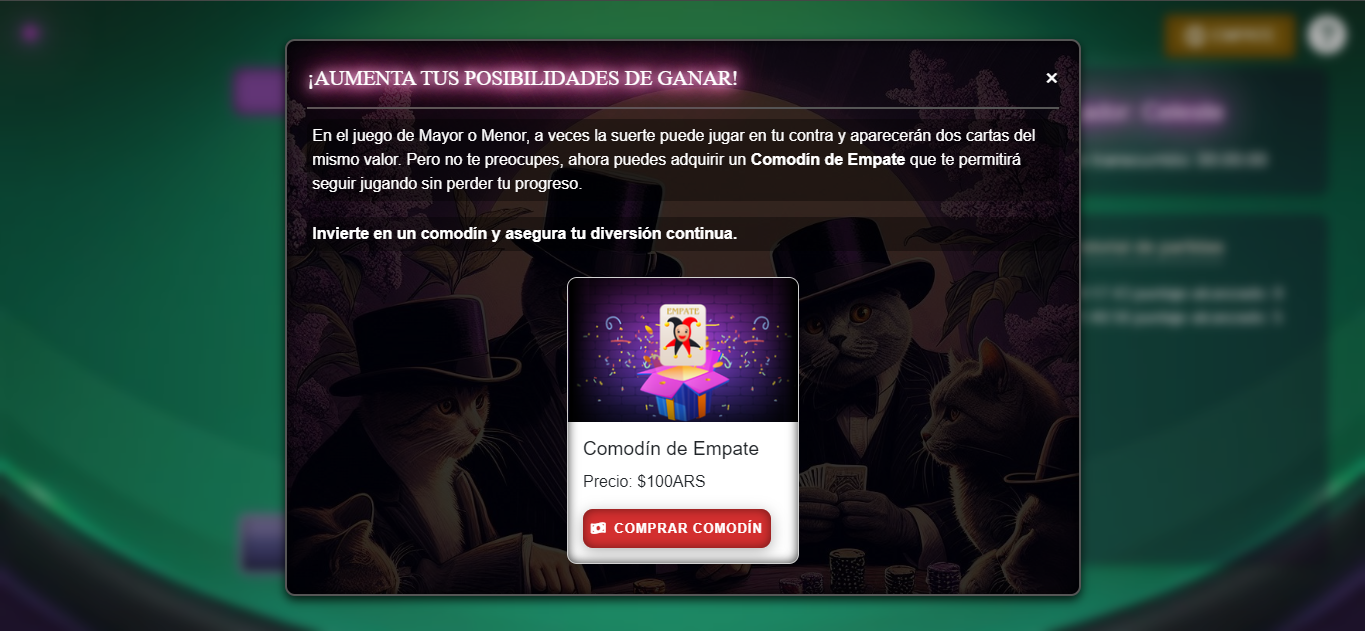 ¡AUMENTA TUS POSIBILIDADES DE GANAR!
En el juego de Mayor o Menor, a veces la suerte puede jugar en tu contra y aparecerán dos cartas del
mismo valor. Pero no te preocupes, ahora puedes adquirir un Comodín de Empate que te permitirá
seguir jugando sin perder tu progreso.
Invierte en un comodín y asegura tu diversión continua.
EMPATE
Comodín de Empate
Precio: $100ARS
COMPRAR COMODÍN